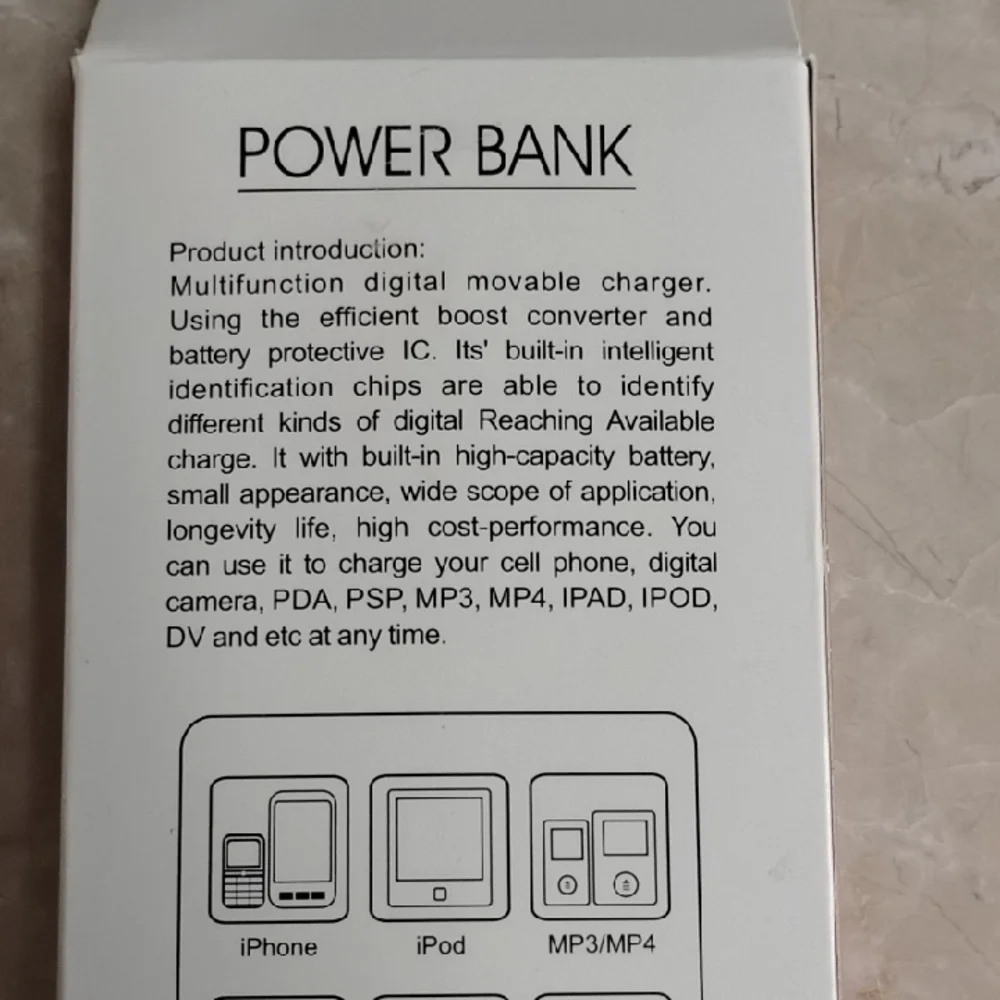 POWER BANK
Product introduction:
Multifunction digital movable charger.
Using the efficient boost converter and
battery protective IC. Its' built-in intelligent
identification chips are able to identify
different kinds of digital Reaching Available
charge. It with built-in high-capacity battery,
small appearance, wide scope of application,
longevity life, high cost-performance. You
can use it to charge your cell phone, digital
camera, PDA, PSP, MP3, MP4, IPAD, IPOD,
DV and etc at any time.
iPhone iPod MP3/MP4